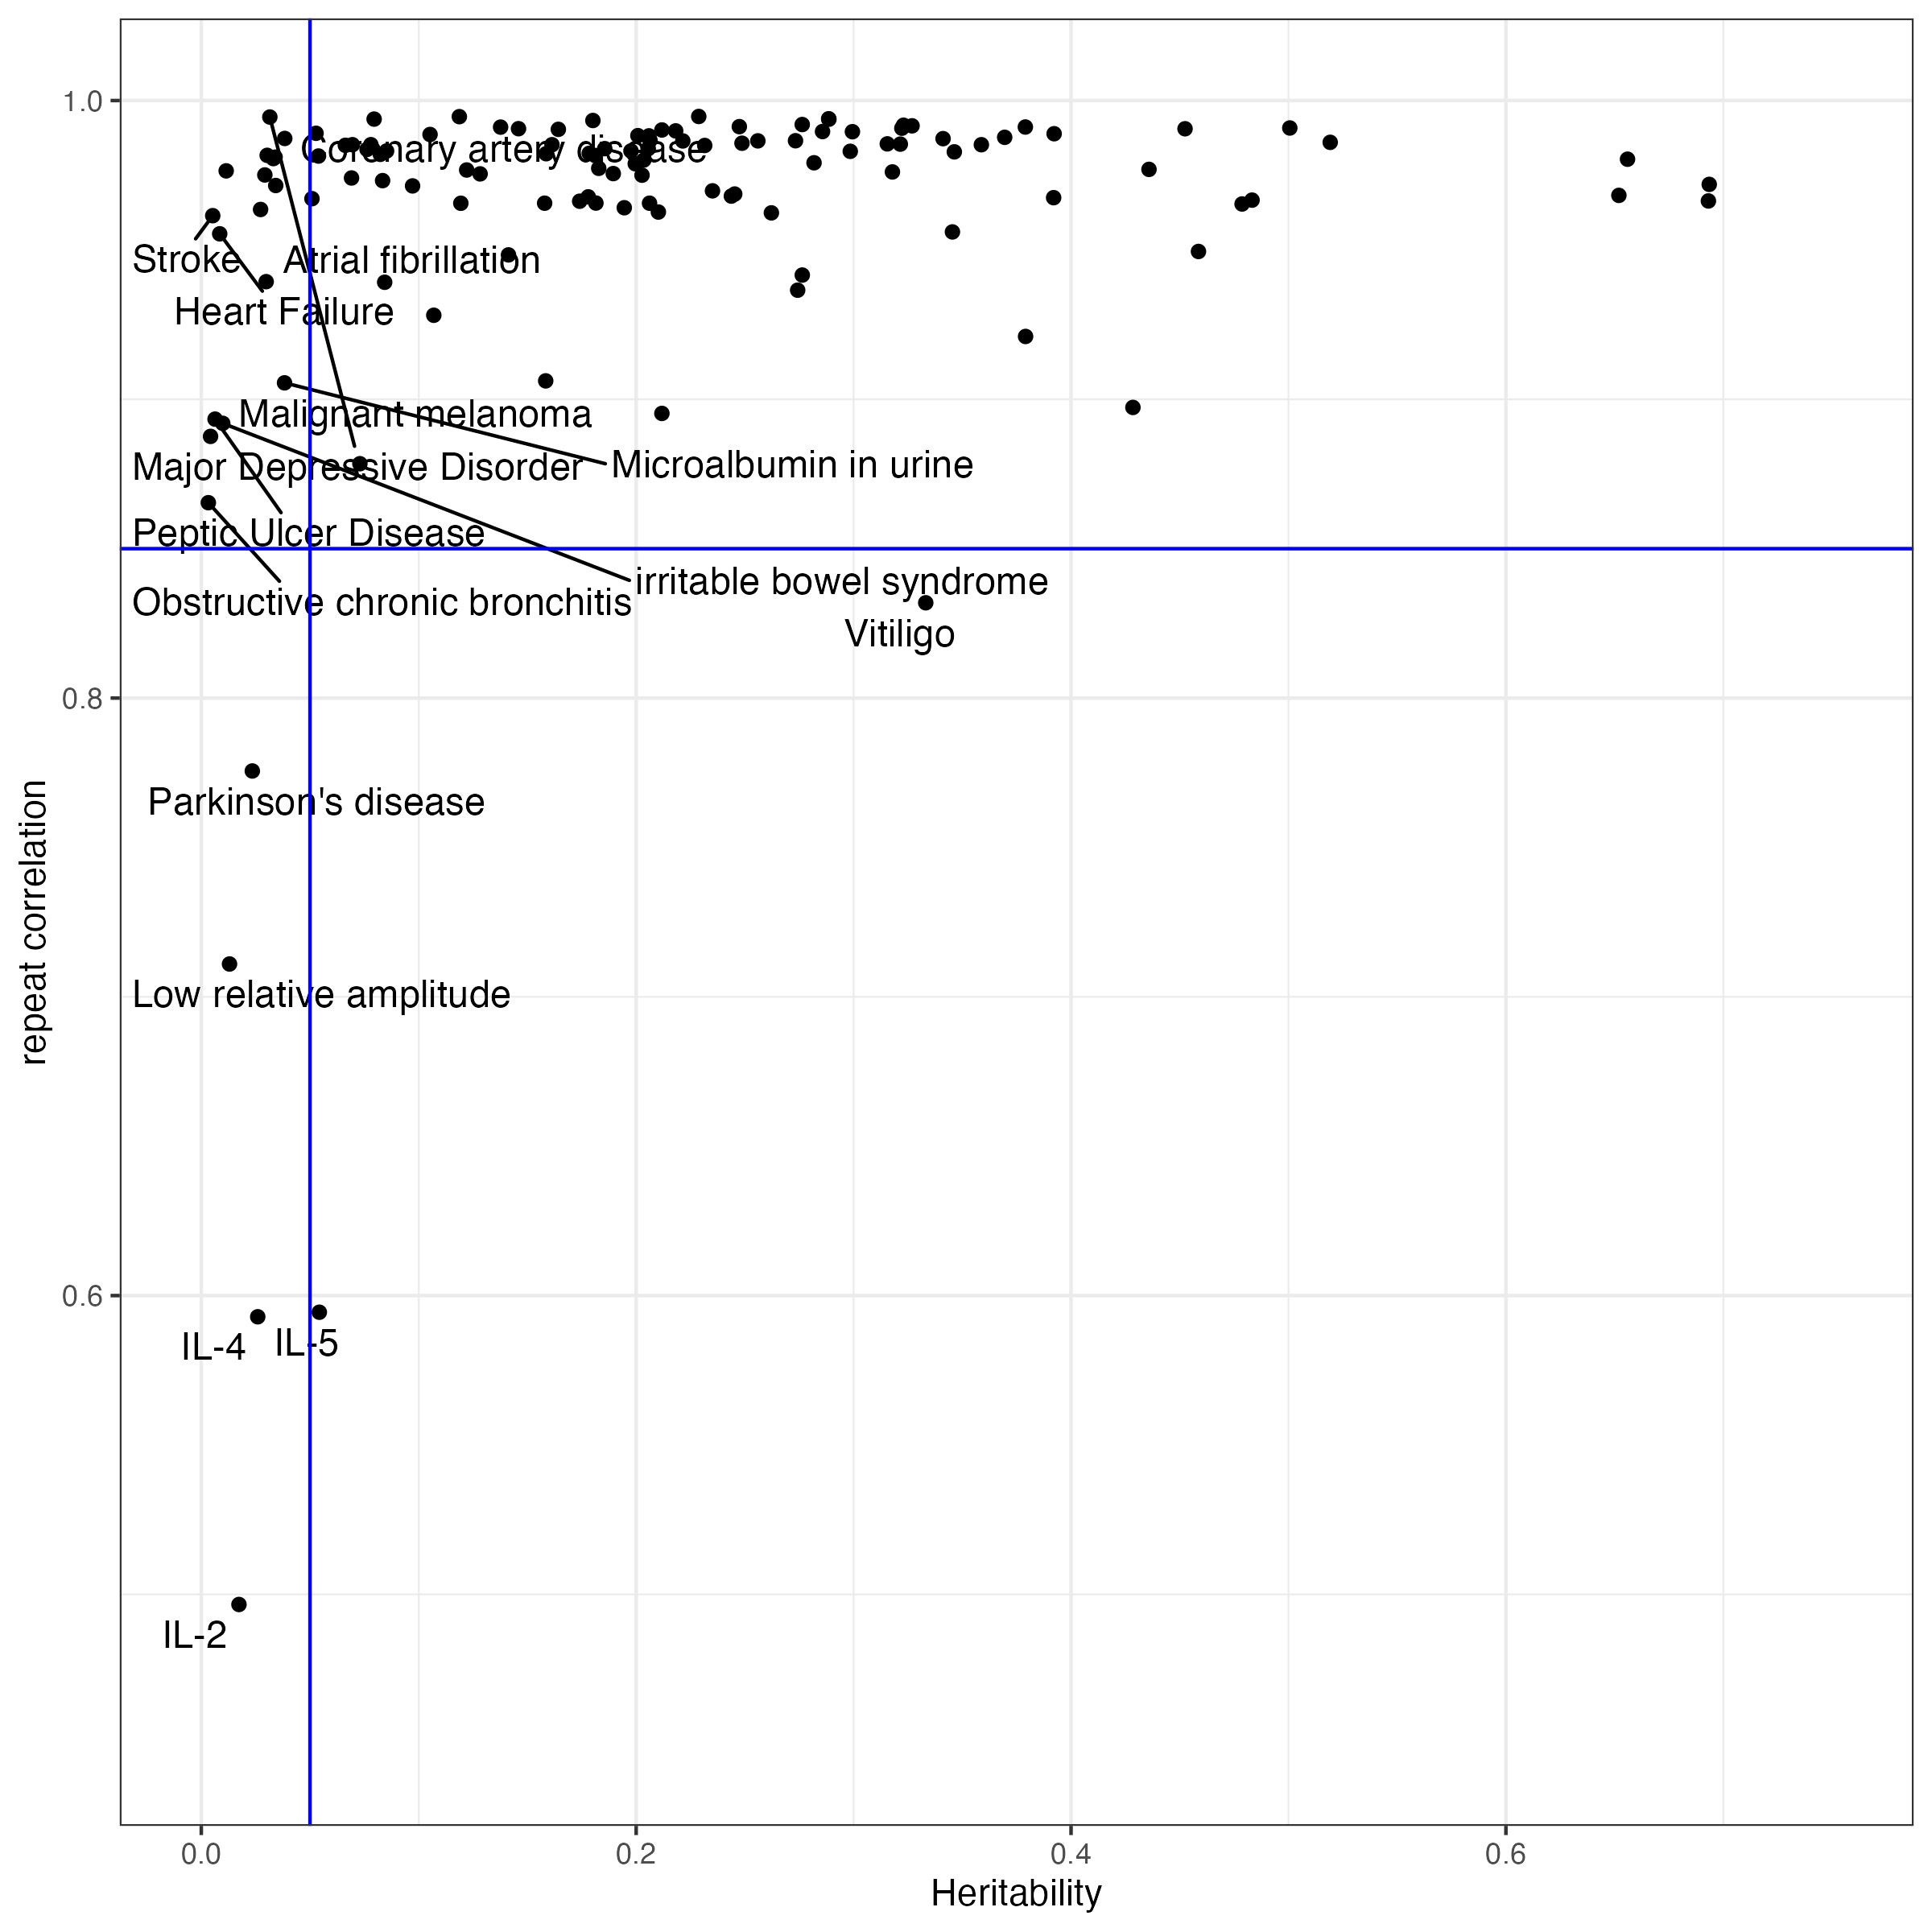 1.0
Coronary artery disease
Stroke
Atrial fibrillation
Heart Failure
Malignant melanoma
Major Depressive Disorder
Microalbumin in urine
Peptic Ulcer Disease
irritable bowel syndrome
Obstructive chronic bronchitis
Vitiligo
0.8
Parkinson's disease
repeat correlation
Low relative amplitude
0.6
IL-4
IL-5
IL-2
0.0
0.2
0.4
0.6
Heritability